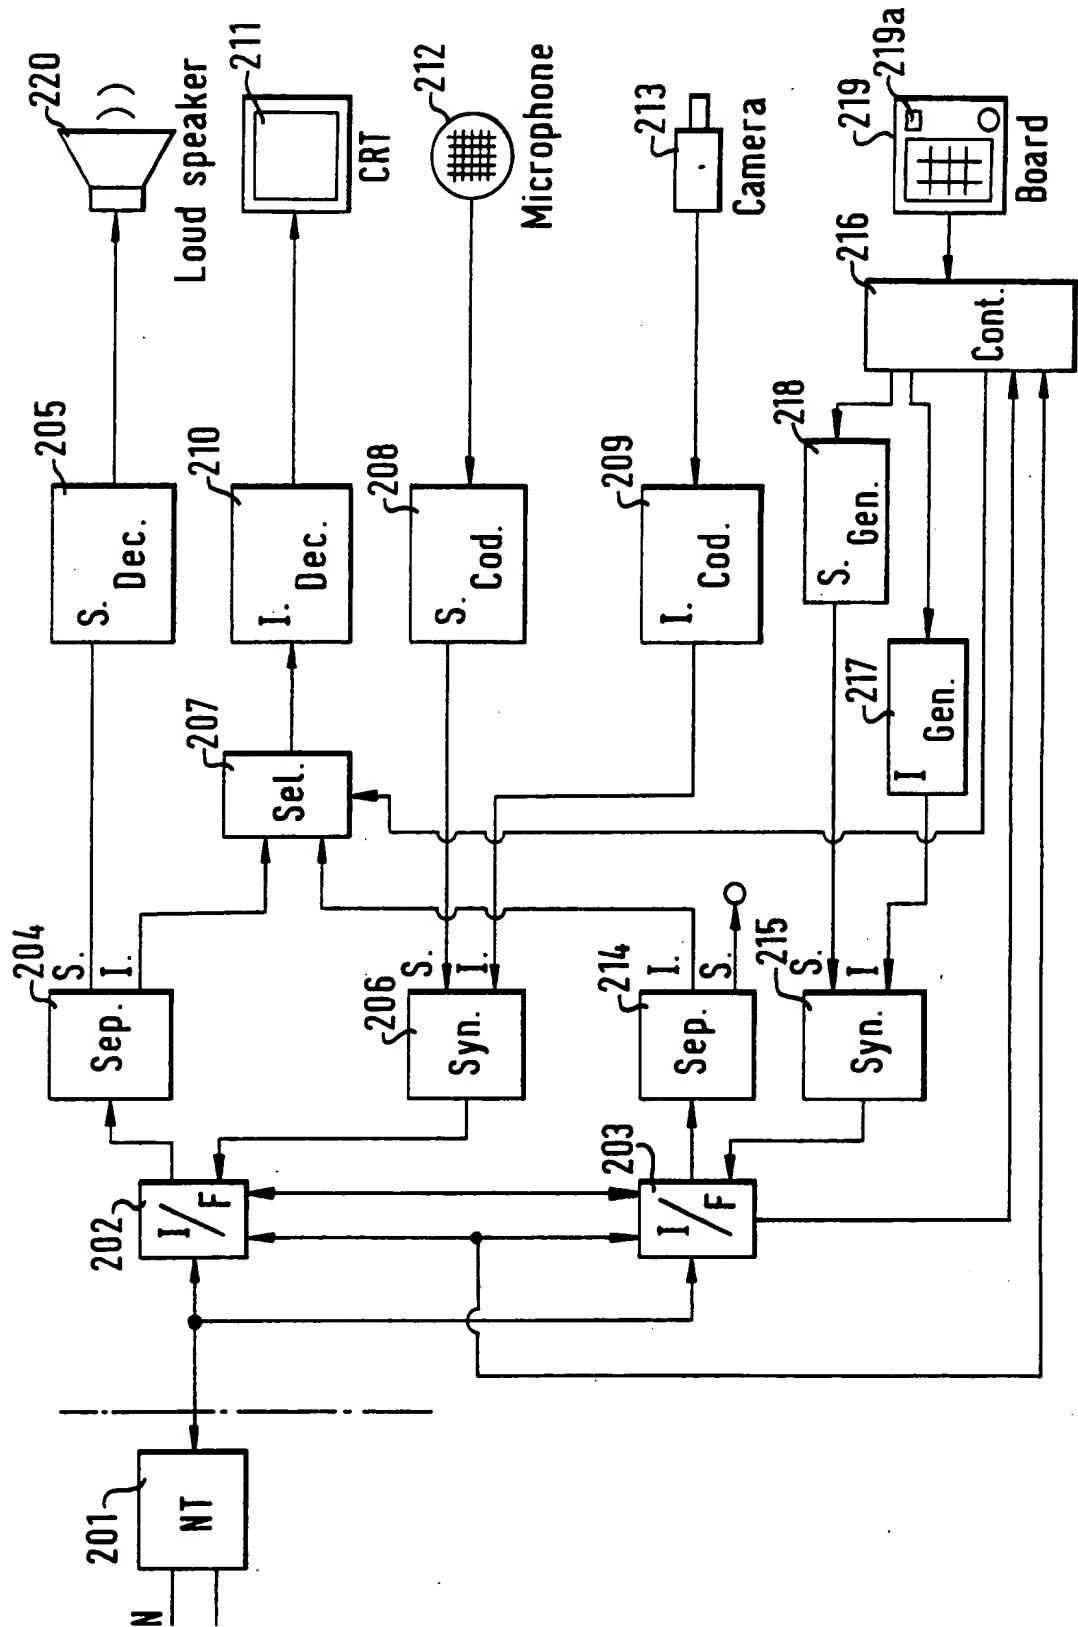 N
201
NT
202
I/F
203
I/F
204
Sep.
S.
I.
206
Syn.
S.
I.
214
Sep.
I.
S.
215
Syn.
S.
I
207
Sel.
205
S.
Dec.
210
I.
Dec.
208
S.
Cod.
209
I.
Cod.
218
S.
Gen.
217
I
Gen.
216
Cont.
220
Loud speaker
211
CRT
212
Microphone
213
Camera
219
219a
Board